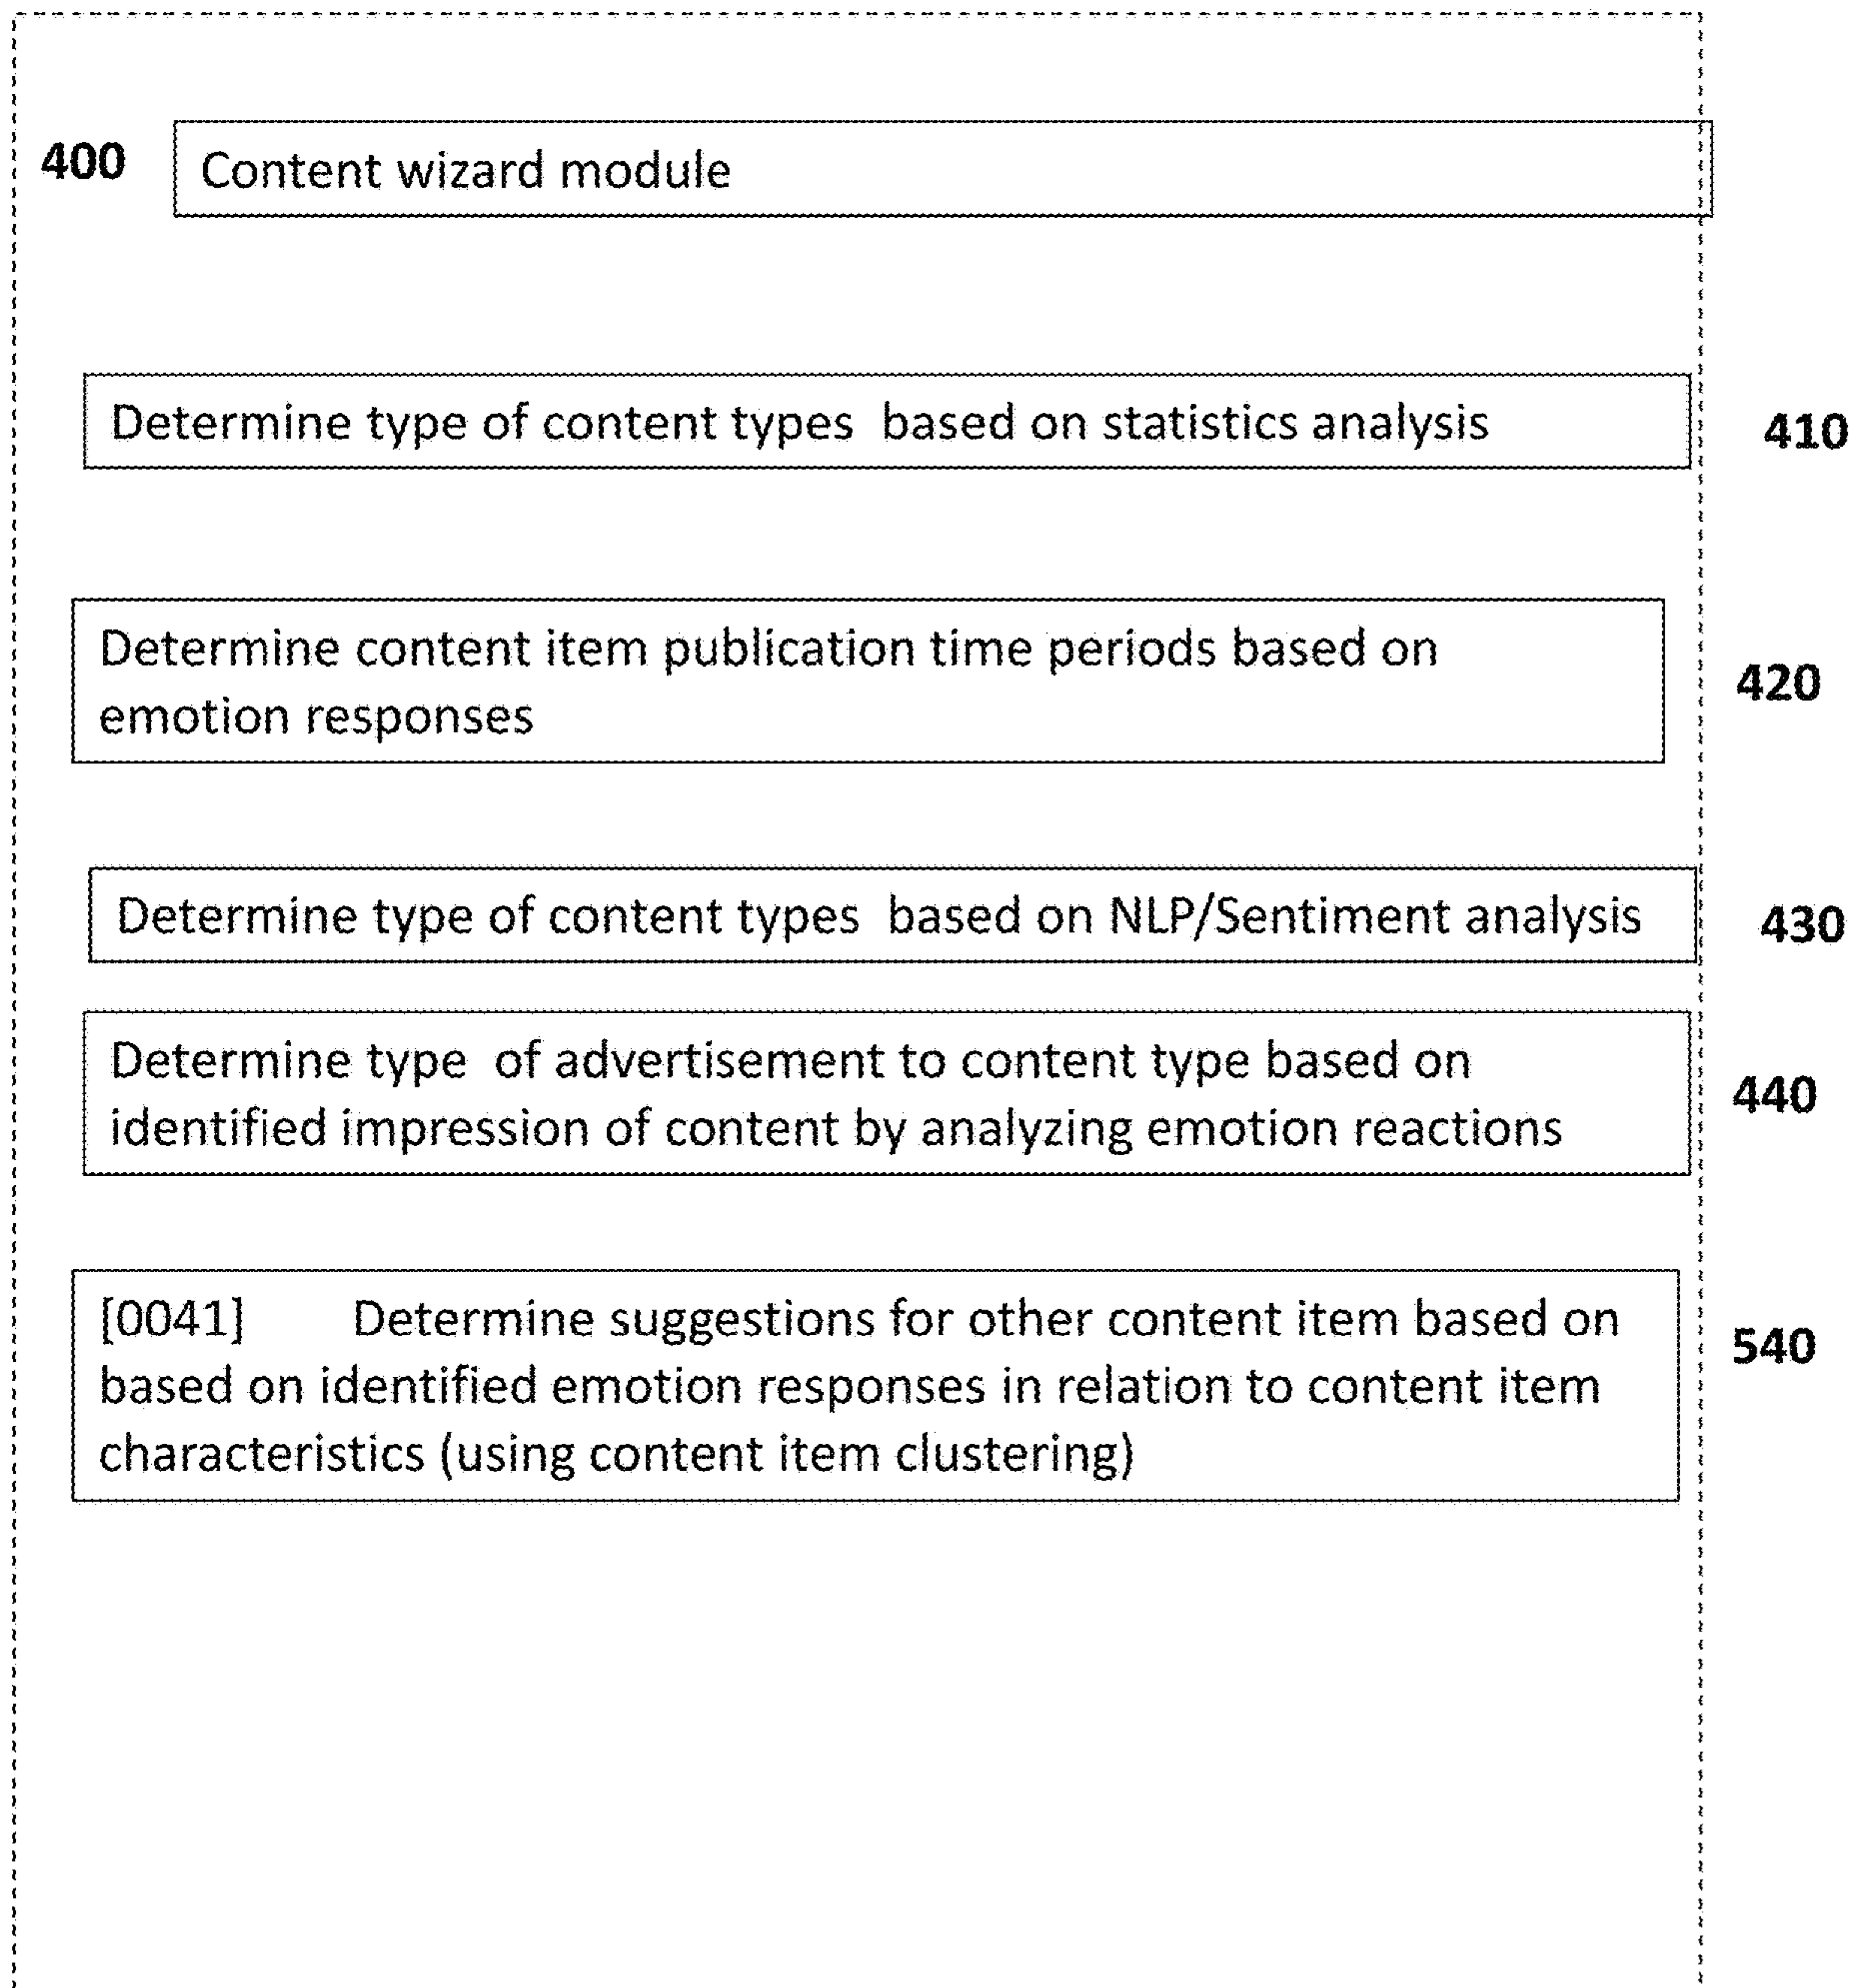 400 Content wizard module
Determine type of content types  based on statistics analysis 410
Determine content item publication time periods based on
emotion responses
420
Determine type of content types  based on NLP/Sentiment analysis 430
Determine type  of advertisement to content type based on
identified impression of content by analyzing emotion reactions
440
[0041] Determine suggestions for other content item based on
540
based on identified emotion responses in relation to content item
characteristics (using content item clustering)